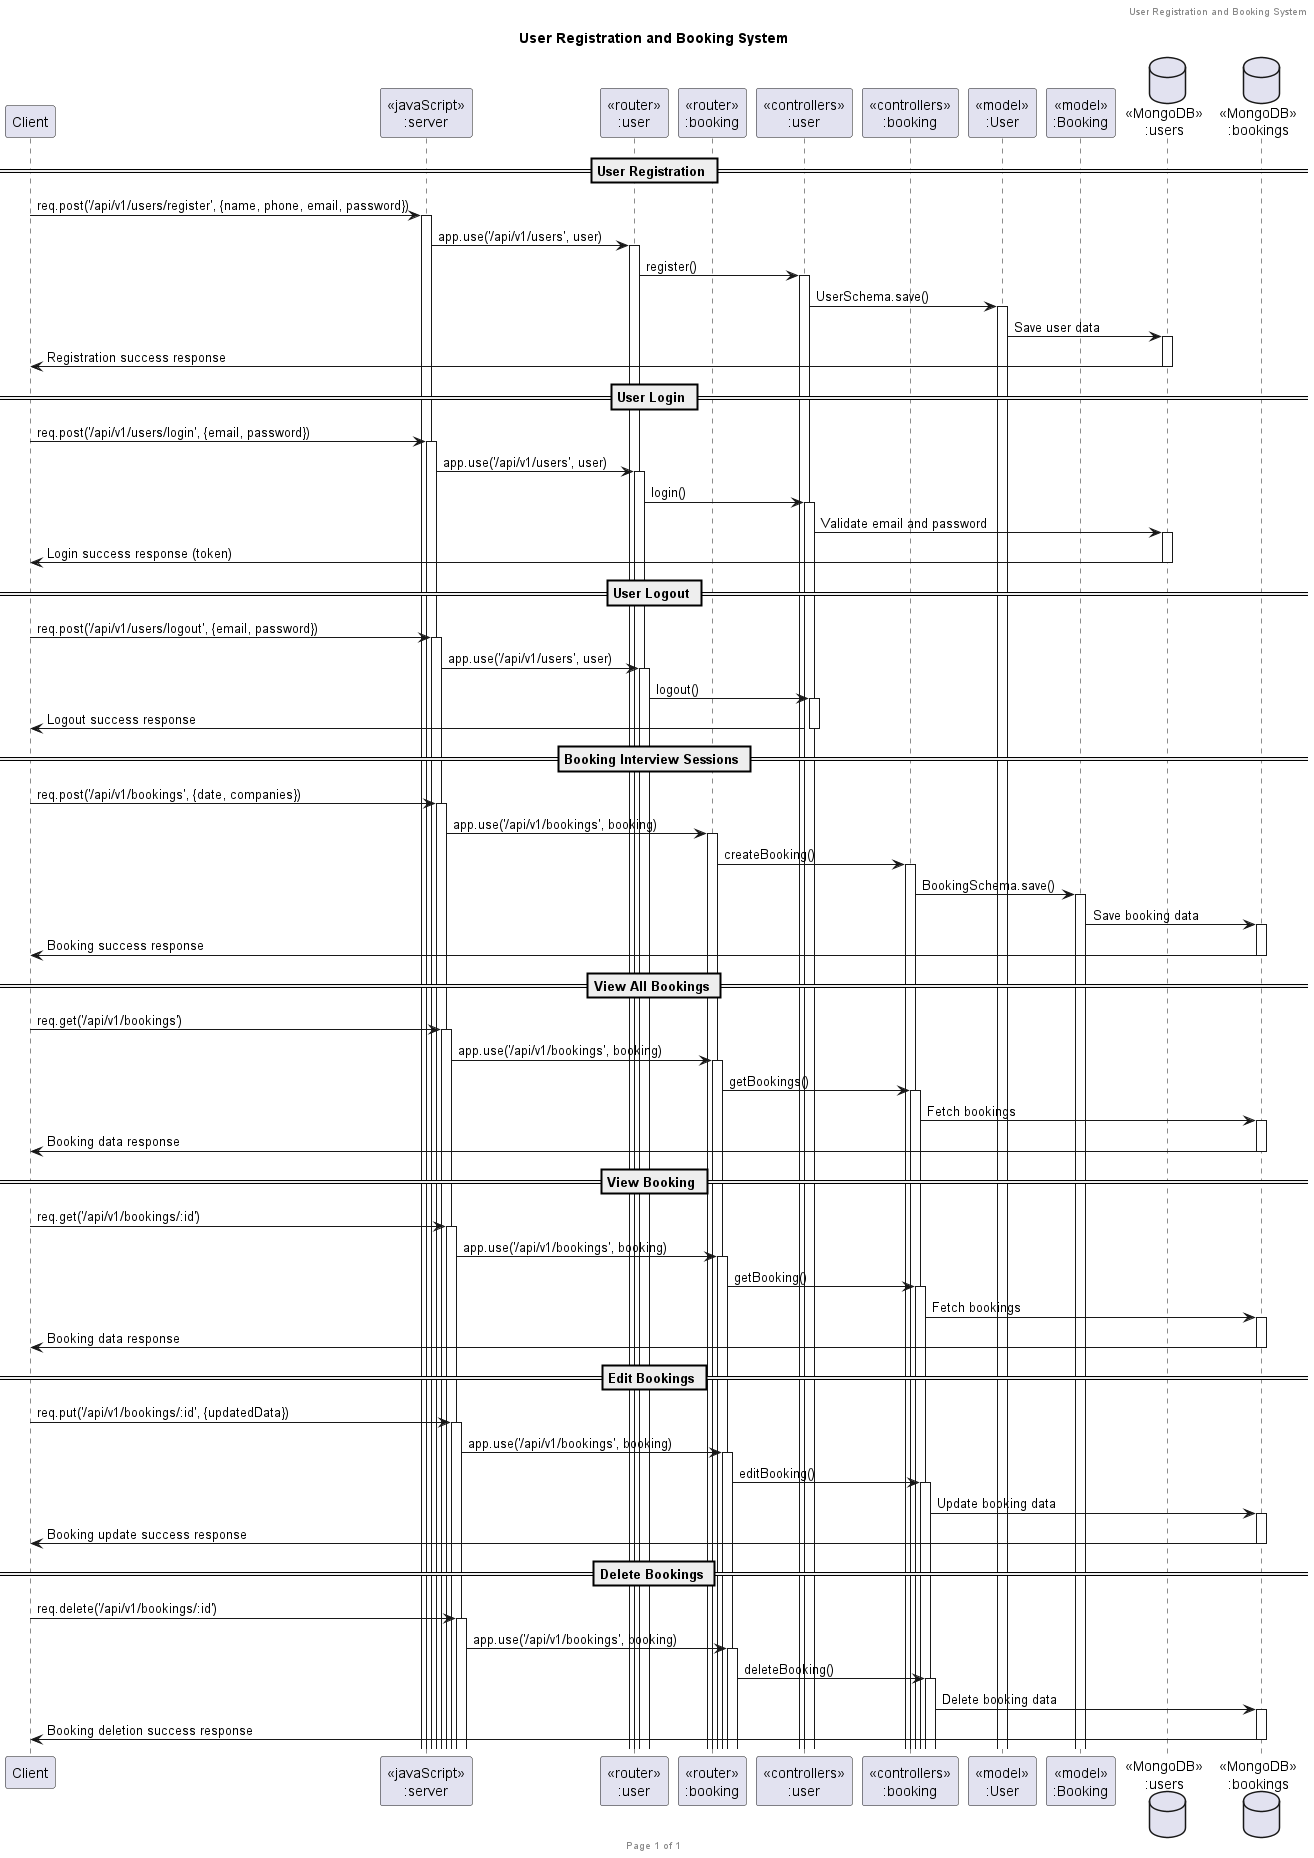 User Registration and Booking System
User Registration and Booking System
Client
«javaScript»
:server
«router»
:user
«router»
:booking
«controllers»
:user
«controllers»
:booking
«model»
:User
«model»
:Booking
«MongoDB»
:users
«MongoDB»
:bookings
User Registration
req.post('/api/v1/users/register', {name, phone, email, password})
app.use('/api/v1/users', user)
register()
UserSchema.save()
Save user data
Registration success response
User Login
req.post('/api/v1/users/login', {email, password})
app.use('/api/v1/users', user)
login()
Validate email and password
Login success response (token)
User Logout
req.post('/api/v1/users/logout', {email, password})
app.use('/api/v1/users', user)
logout()
Logout success response
Booking Interview Sessions
req.post('/api/v1/bookings', {date, companies})
app.use('/api/v1/bookings', booking)
createBooking()
BookingSchema.save()
Save booking data
Booking success response
View All Bookings
req.get('/api/v1/bookings')
app.use('/api/v1/bookings', booking)
getBookings()
Fetch bookings
Booking data response
View Booking
req.get('/api/v1/bookings/:id')
app.use('/api/v1/bookings', booking)
getBooking()
Fetch bookings
Booking data response
Edit Bookings
req.put('/api/v1/bookings/:id', {updatedData})
app.use('/api/v1/bookings', booking)
editBooking()
Update booking data
Booking update success response
Delete Bookings
req.delete('/api/v1/bookings/:id')
app.use('/api/v1/bookings', booking)
deleteBooking()
Delete booking data
Booking deletion success response
Client
«javaScript»
:server
«router»
:user
«router»
:booking
«controllers»
:user
«controllers»
:booking
«model»
:User
«model»
:Booking
«MongoDB»
:users
«MongoDB»
:bookings
Page 1 of 1